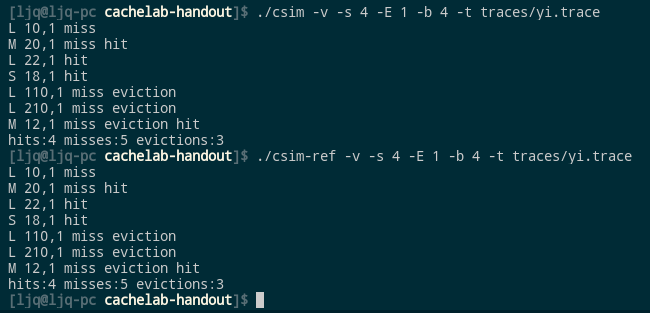 [ljq@ljq-pc cachelab-handout]$ ./csim -v -s 4 -E 1 -b 4 -t traces/yi.trace
L 10,1 miss
M 20,1 miss hit
L 22,1 hit
S 18,1 hit
L 110,1 miss eviction
L 210,1 miss eviction
M 12,1 miss eviction hit
hits:4 misses:5 evictions:3
[ljq@ljq-pc cachelab-handout]$ ./csim-ref -v -s 4 -E 1 -b 4 -t traces/yi.trace
L 10,1 miss
M 20,1 miss hit
L 22,1 hit
S 18,1 hit
L 110,1 miss eviction
L 210,1 miss eviction
M 12,1 miss eviction hit
hits:4 misses:5 evictions:3
[ljq@ljq-pc cachelab-handout]$